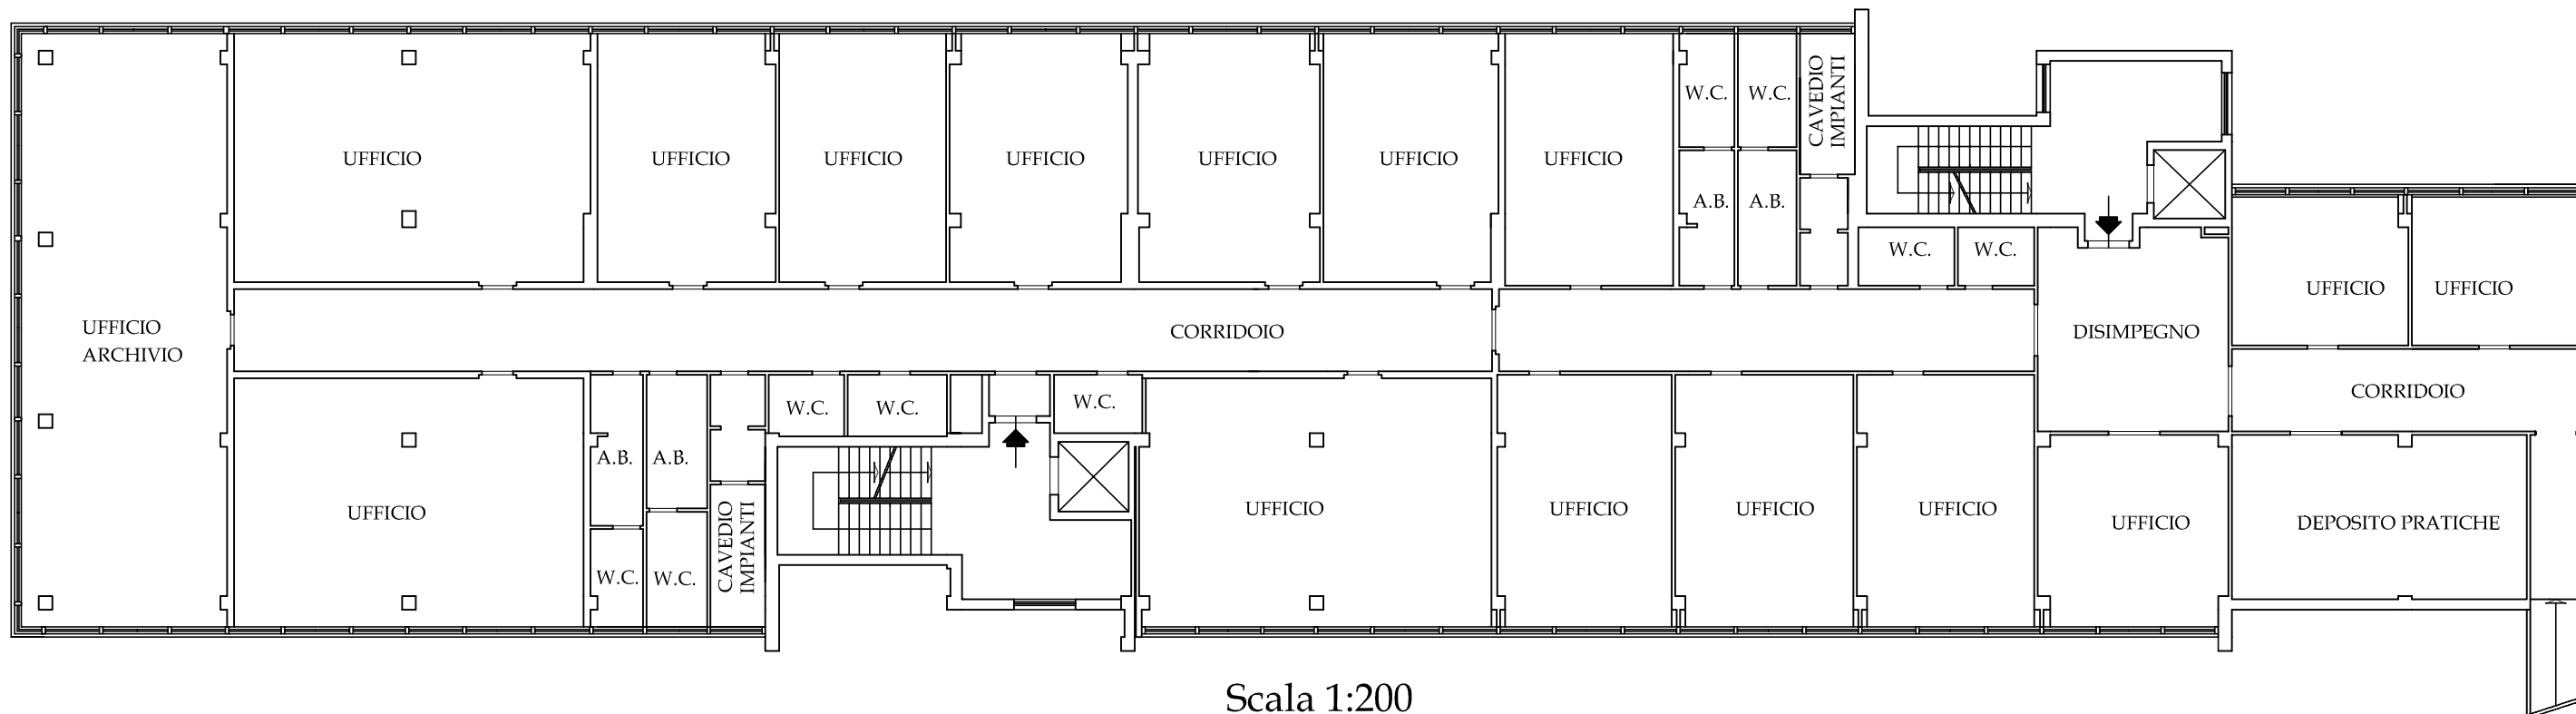 UFFICIO
UFFICIO
UFFICIO
UFFICIO
UFFICIO
UFFICIO
UFFICIO
W.C.
W.C.
CAVEDIO
IMPIANTI
A.B.
A.B.
W.C.
W.C.
UFFICIO
UFFICIO
UFFICIO
ARCHIVIO
CORRIDOIO
DISIMPEGNO
CORRIDOIO
W.C.
W.C.
W.C.
A.B.
A.B.
UFFICIO
W.C.
W.C.
CAVEDIO
IMPIANTI
UFFICIO
UFFICIO
UFFICIO
UFFICIO
UFFICIO
DEPOSITO PRATICHE
Scala 1:200